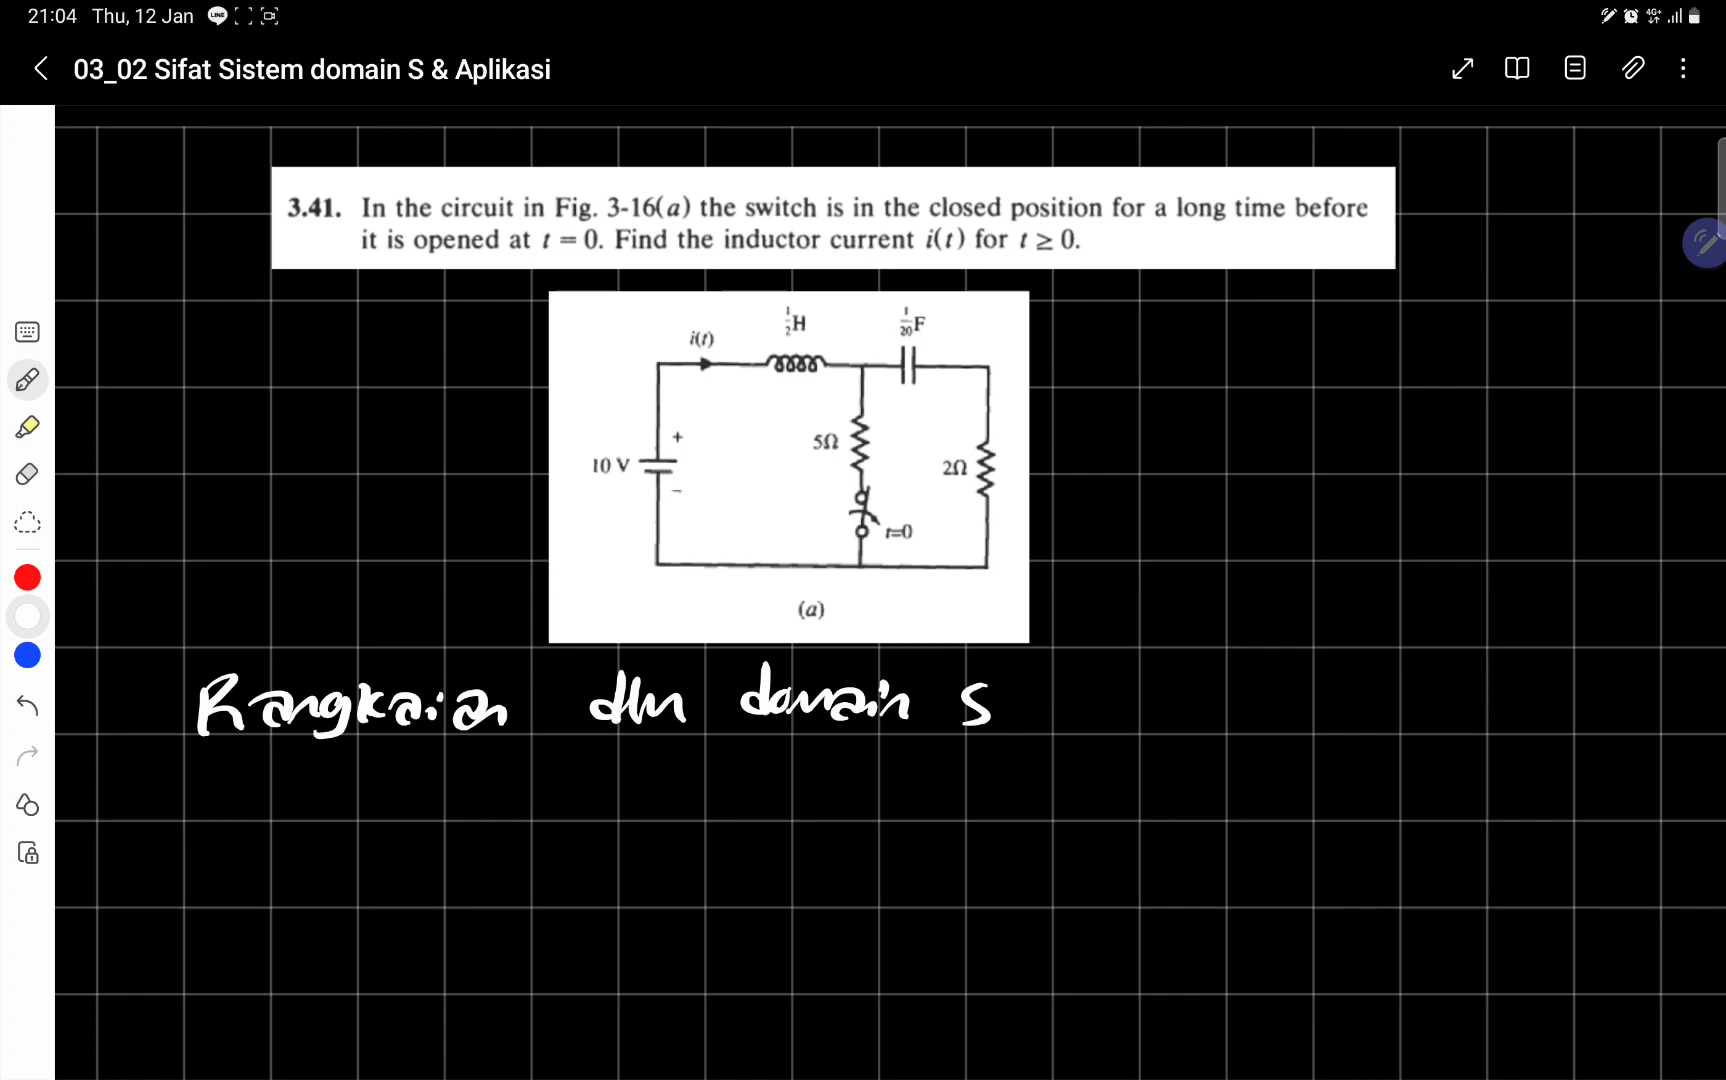 21:04 Thu, 12 Jan LINE 4G+
03_02 Sifat Sistem domain S & Aplikasi
3.41. In the circuit in Fig. 3-16(a) the switch is in the closed position for a long time before
it is opened at t = 0. Find the inductor current i(t) for t ≥ 0.
i(t) 1/2 H 1/20 F
+
5Ω
10 V 2Ω
−
t=0
(a)
Rangkaian dlm domain s